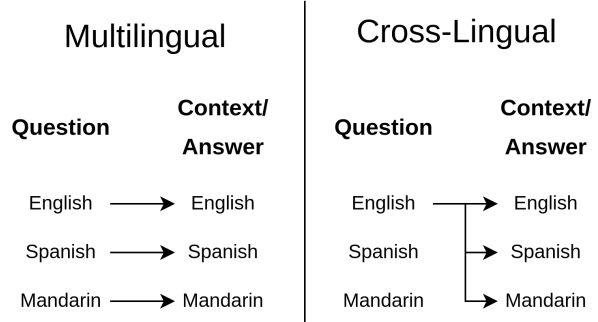 Multilingual
Question
Context/
Answer
English
English
Spanish
Spanish
Mandarin
Mandarin
Cross-Lingual
Question
Context/
Answer
English
English
Spanish
Spanish
Mandarin
Mandarin